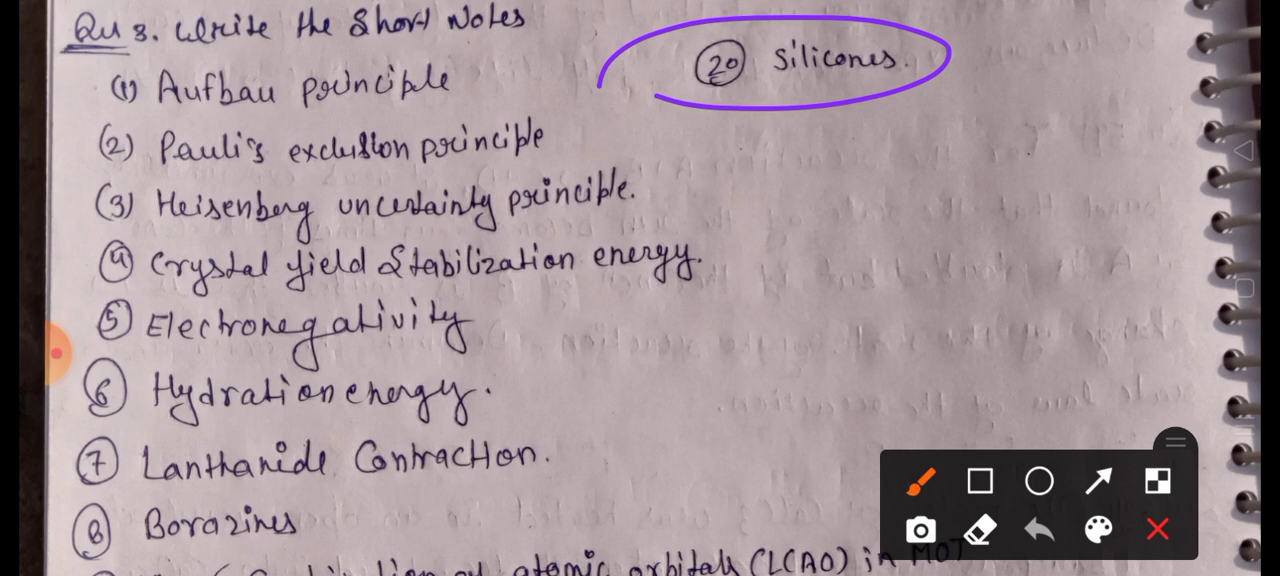 Qu 3. Write the Short Notes
(1) Aufbau principle
(2) Pauli's exclusion principle
(3) Heisenberg uncertainty principle.
(4) Crystal field Stabilization energy.
(5) Electronegativity
(6) Hydration energy.
(7) Lanthanide Contraction.
(8) Borazines
of atomic orbitals (LCAO) in MOT
(20) Silicones.